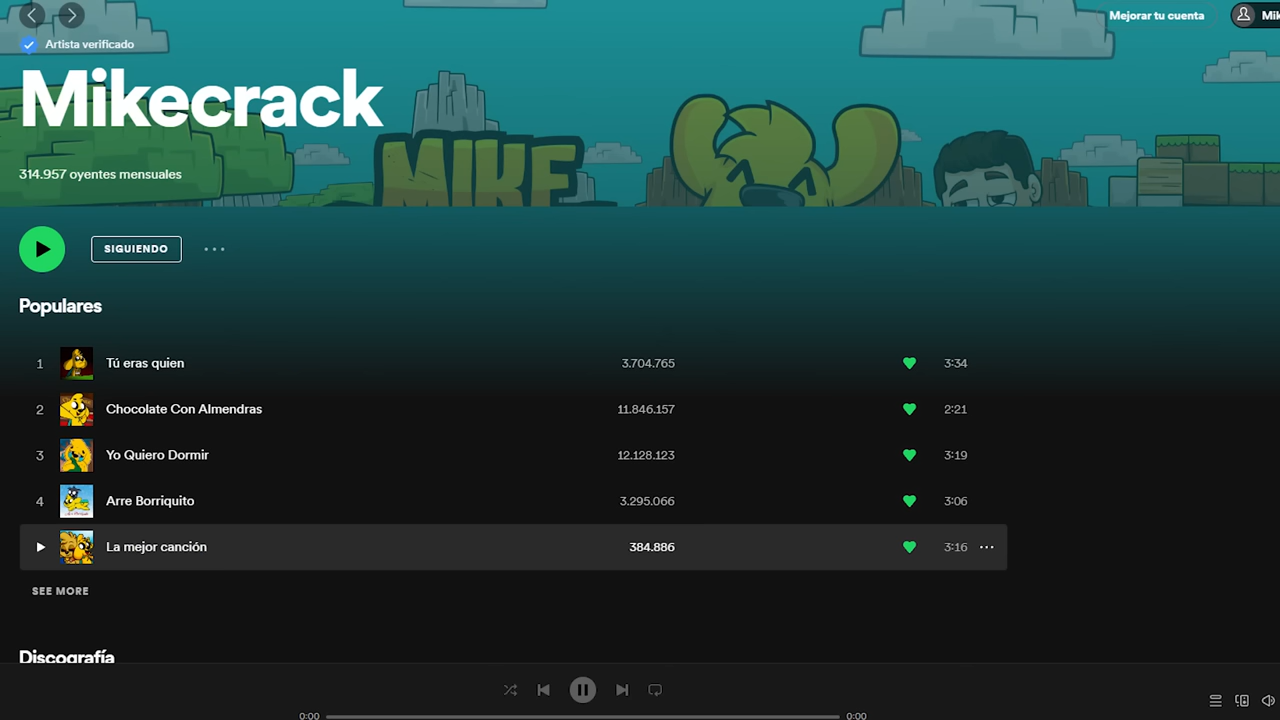 Mejorar tu cuenta
Mik
Artista verificado
Mikecrack
MIKE
314.957 oyentes mensuales
SIGUIENDO
Populares
1 Tú eras quien 3.704.765 3:34
2 Chocolate Con Almendras 11.846.157 2:21
3 Yo Quiero Dormir 12.128.123 3:19
4 Arre Borriquito 3.295.066 3:06
La mejor canción 384.886 3:16
SEE MORE
Discografía
0:00 0:00